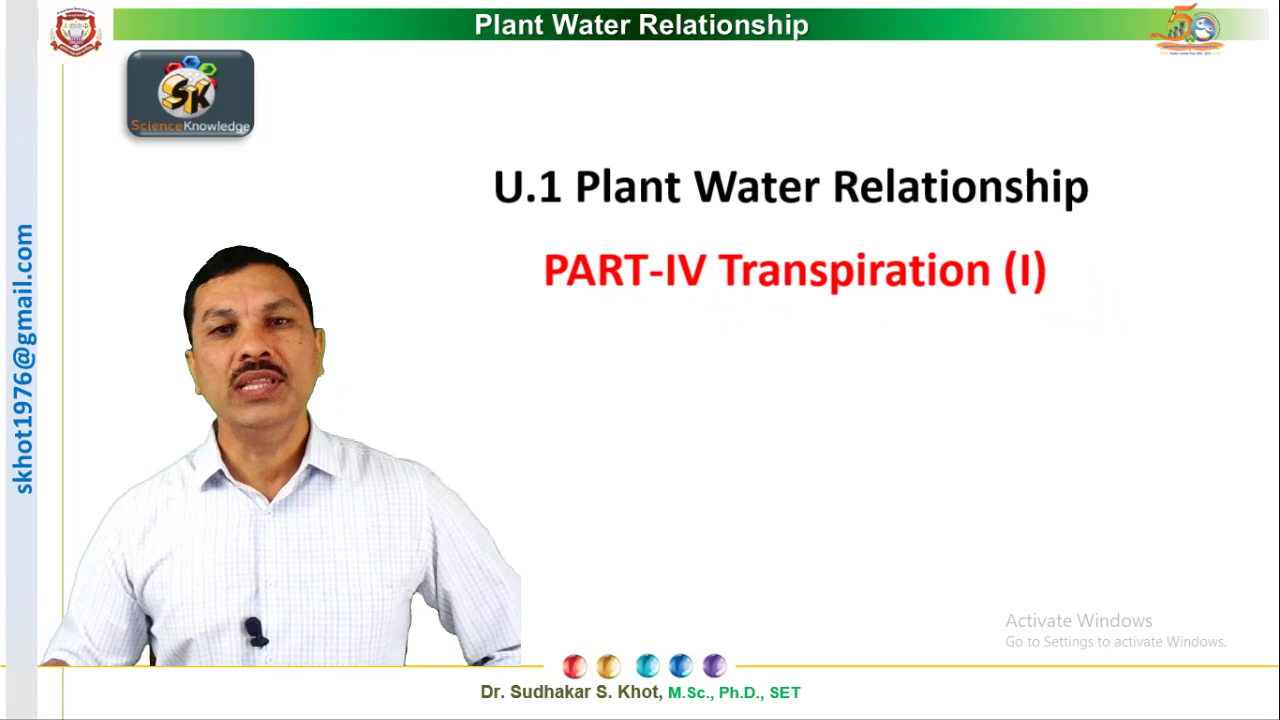 Plant Water Relationship
SK
ScienceKnowledge
U.1 Plant Water Relationship
PART-IV Transpiration (I)
skhot1976@gmail.com
Activate Windows
Go to Settings to activate Windows.
Dr. Sudhakar S. Khot, M.Sc., Ph.D., SET